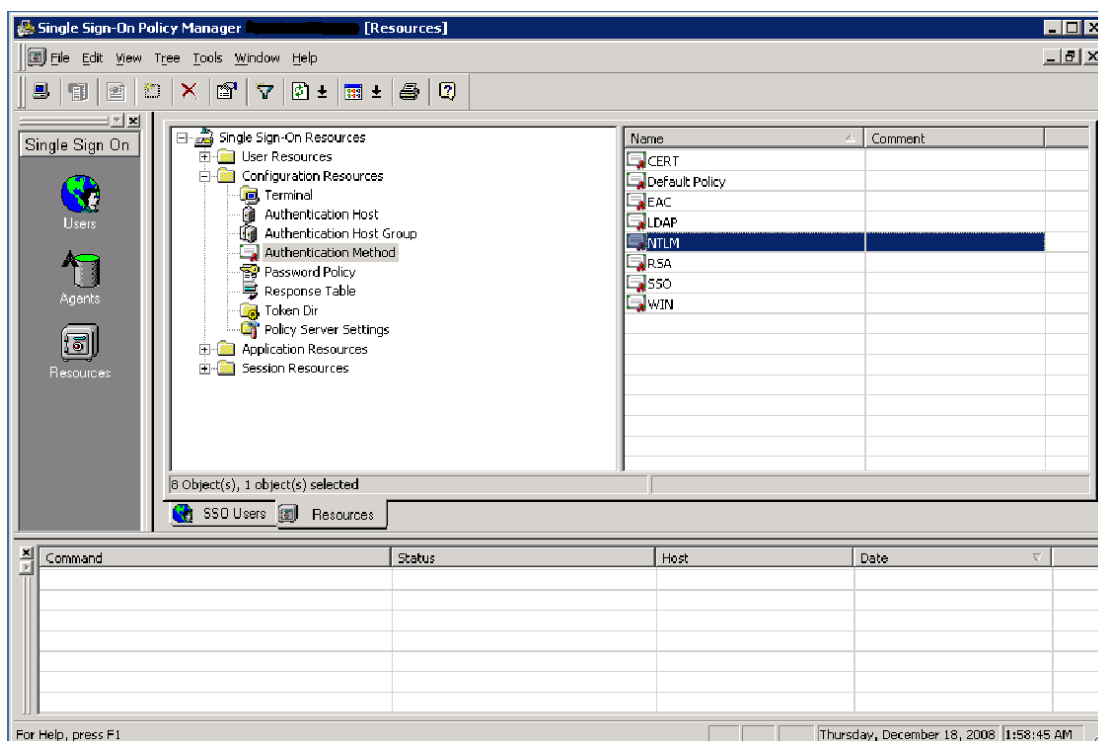 Single Sign-On Policy Manager [Resources]
File Edit View Tree Tools Window Help
Single Sign On
Users
Agents
Resources
Single Sign-On Resources
User Resources
Configuration Resources
Terminal
Authentication Host
Authentication Host Group
Authentication Method
Password Policy
Response Table
Token Dir
Policy Server Settings
Application Resources
Session Resources
Name Comment
CERT
Default Policy
EAC
LDAP
NTLM
RSA
SSO
WIN
8 Object(s), 1 object(s) selected
SSO Users Resources
Command Status Host Date
For Help, press F1 Thursday, December 18, 2008 1:58:45 AM